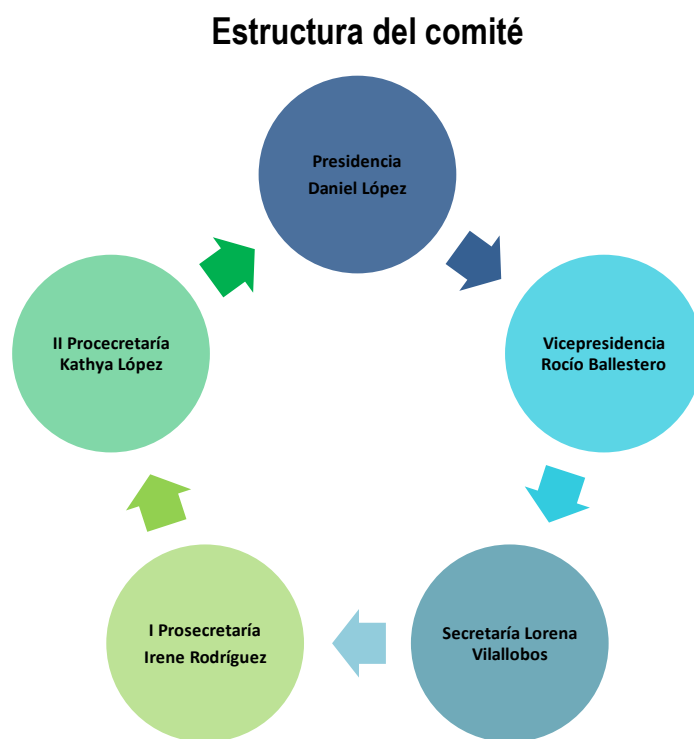 Estructura del comité
Presidencia
Daniel López
Vicepresidencia
Rocío Ballestero
Secretaría Lorena
Vilallobos
I Prosecretaría
Irene Rodríguez
II Procecretaría
Kathya López